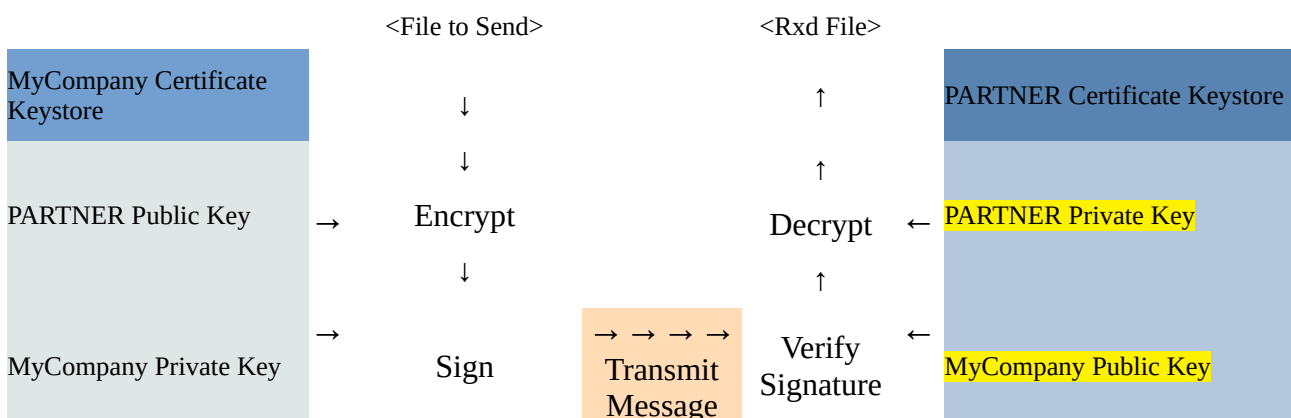 <File to Send>
<Rxd File>
MyCompany Certificate
Keystore
↓
↑
PARTNER Certificate Keystore
↓
↑
PARTNER Public Key
→
Encrypt
Decrypt
←
PARTNER Private Key
↓
↑
→
→ → → →
←
MyCompany Private Key
Sign
Transmit
Message
Verify
Signature
MyCompany Public Key